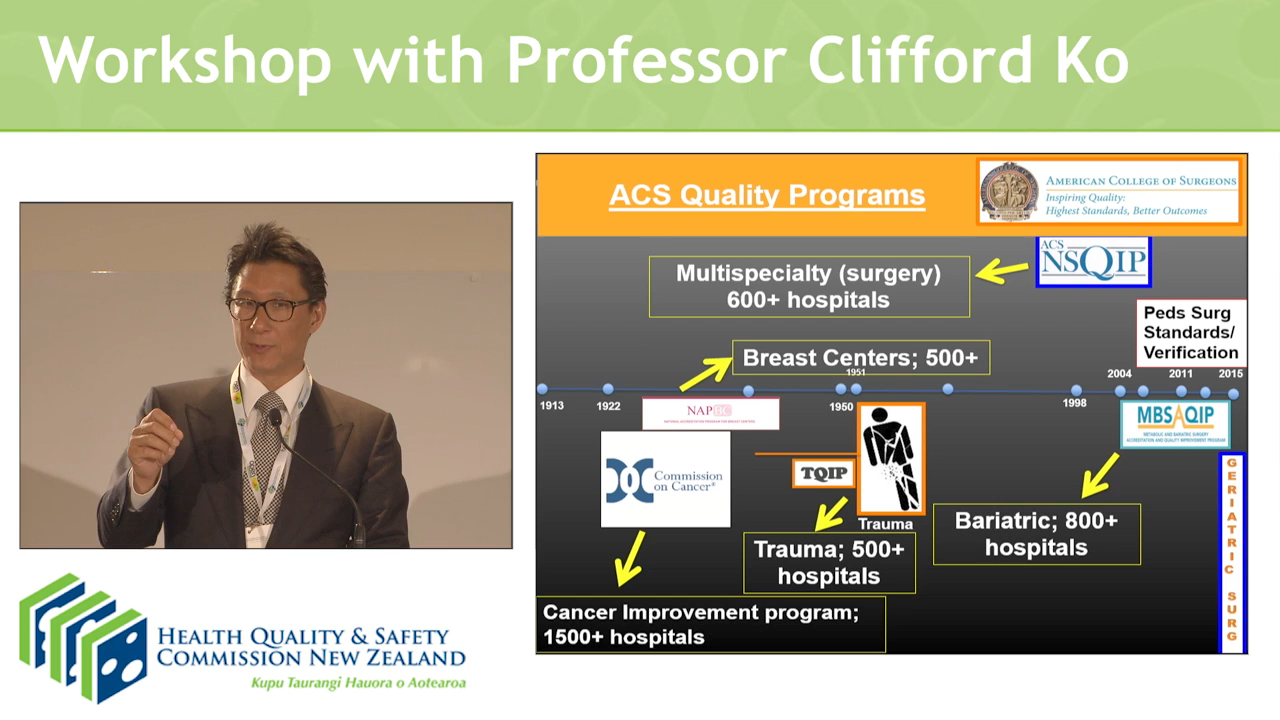 Workshop with Professor Clifford Ko
ACS Quality Programs
AMERICAN COLLEGE OF SURGEONS
Inspiring Quality:
Highest Standards, Better Outcomes
ACS
NSQIP
Multispecialty (surgery)
600+ hospitals
Peds Surg
Standards/
Verification
Breast Centers; 500+
1951
2004
2011
2015
1913
1922
1950
1998
NAPBC
NATIONAL ACCREDITATION PROGRAM FOR BREAST CENTERS
MBSAQIP
METABOLIC AND BARIATRIC SURGERY
ACCREDITATION AND QUALITY IMPROVEMENT PROGRAM
Commission
on Cancer®
TQIP
Trauma
GERIATRIC SURG
Bariatric; 800+
hospitals
Trauma; 500+
hospitals
Cancer Improvement program;
1500+ hospitals
HEALTH QUALITY & SAFETY
COMMISSION NEW ZEALAND
Kupu Taurangi Hauora o Aotearoa